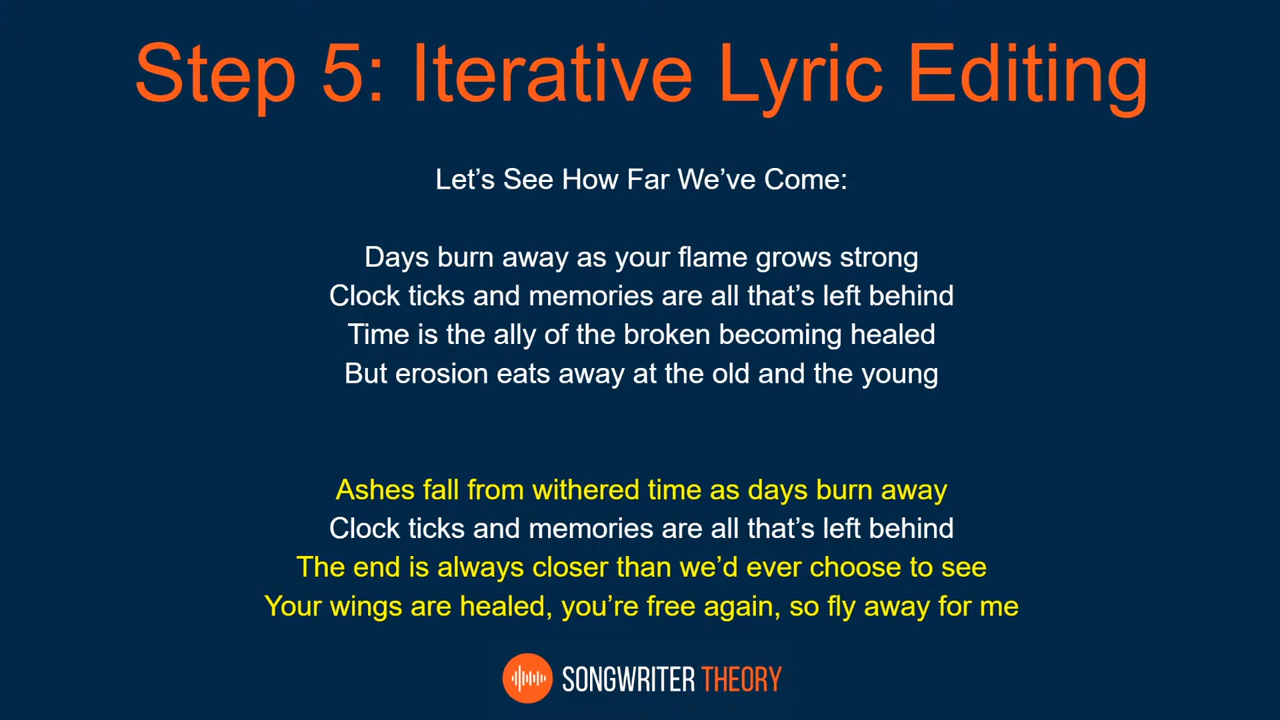 Step 5: Iterative Lyric Editing
Let’s See How Far We’ve Come:
Days burn away as your flame grows strong
Clock ticks and memories are all that’s left behind
Time is the ally of the broken becoming healed
But erosion eats away at the old and the young
Ashes fall from withered time as days burn away
Clock ticks and memories are all that’s left behind
The end is always closer than we’d ever choose to see
Your wings are healed, you’re free again, so fly away for me
SONGWRITER THEORY